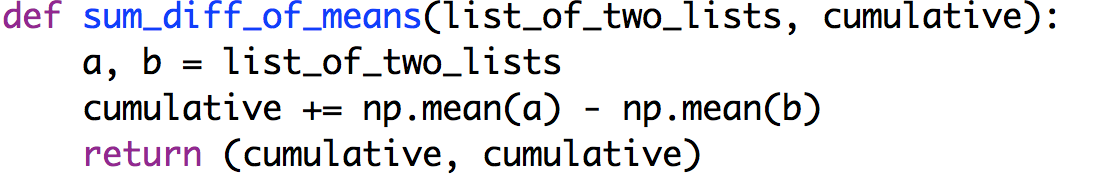 def sum_diff_of_means(list_of_two_lists, cumulative):
    a, b = list_of_two_lists
    cumulative += np.mean(a) - np.mean(b)
    return (cumulative, cumulative)